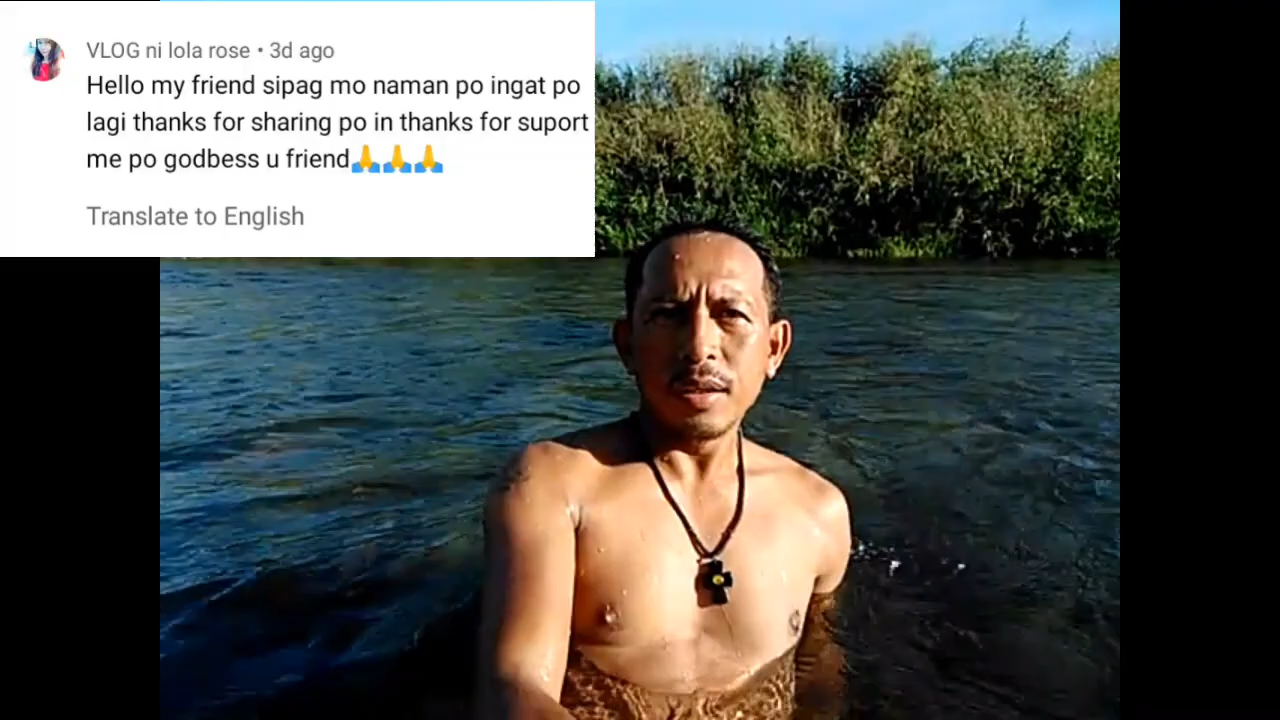 VLOG ni lola rose • 3d ago
Hello my friend sipag mo naman po ingat po
lagi thanks for sharing po in thanks for suport
me po godbess u friend🙏🙏🙏
Translate to English